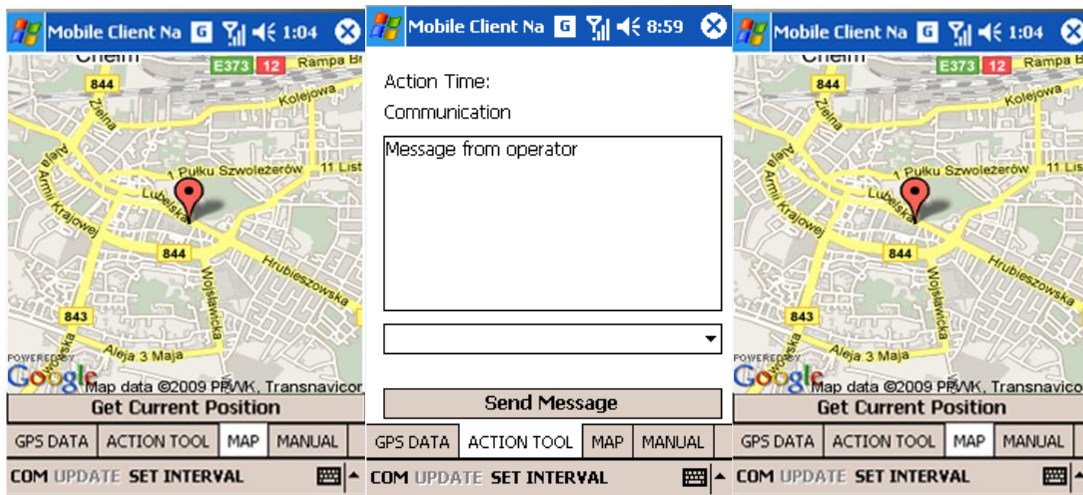 Mobile Client Na G 1:04
Chełm
E373 12 Rampa
844
Kolejowa
Zielna
Aleja Armii Krajowej
1 Pułku Szwoleżerów
11 List
Lubelska
844
Hrubieszowska
Wojsławicka
843
Aleja 3 Maja
POWERED BY
Google
Map data ©2009 PPWK, Transnavicom
Get Current Position
GPS DATA ACTION TOOL MAP MANUAL
COM UPDATE SET INTERVAL
Mobile Client Na G 8:59
Action Time:
Communication
Message from operator
Send Message
GPS DATA ACTION TOOL MAP MANUAL
COM UPDATE SET INTERVAL
Mobile Client Na G 1:04
Chełm
E373 12 Rampa
844
Kolejowa
Zielna
Aleja Armii Krajowej
1 Pułku Szwoleżerów
11 List
Lubelska
844
Hrubieszowska
Wojsławicka
843
Aleja 3 Maja
POWERED BY
Google
Map data ©2009 PPWK, Transnavicom
Get Current Position
GPS DATA ACTION TOOL MAP MANUAL
COM UPDATE SET INTERVAL